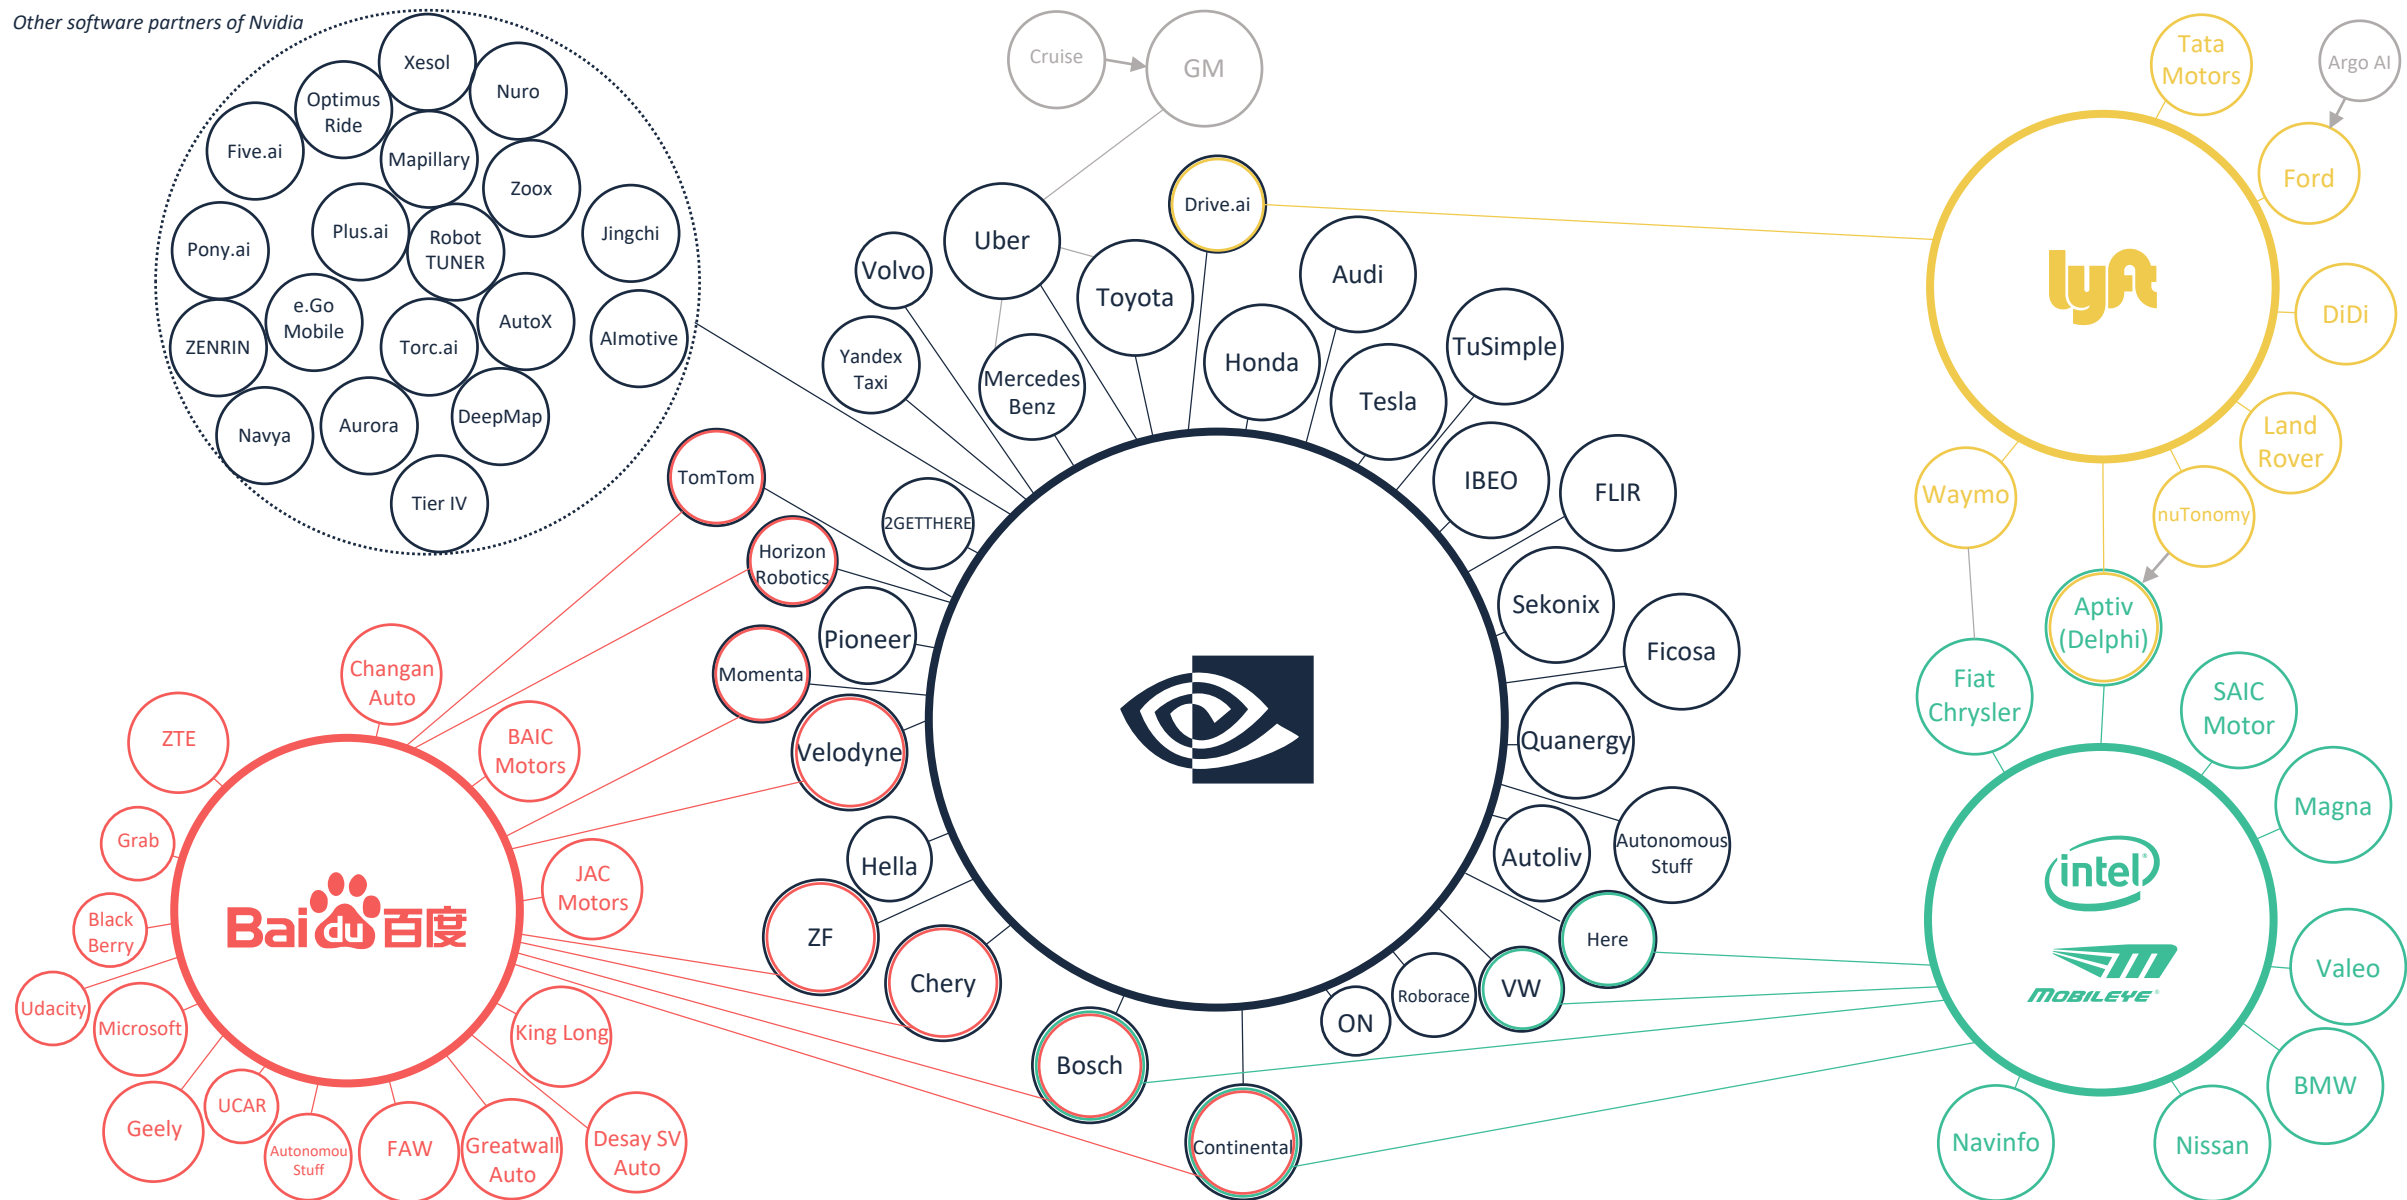 Other software partners of Nvidia
Xesol
Nuro
Optimus
Ride
Five.ai
Mapillary
Zoox
Pony.ai
Plus.ai
Robot
TUNER
Jingchi
e.Go
Mobile
ZENRIN
Torc.ai
AutoX
AImotive
Navya
Aurora
DeepMap
Tier IV
Cruise
GM
Uber
Drive.ai
Volvo
Toyota
Audi
Yandex
Taxi
Mercedes
Benz
Honda
Tesla
TuSimple
TomTom
2GETTHERE
IBEO
FLIR
Horizon
Robotics
Pioneer
Sekonix
Momenta
Ficosa
Velodyne
Quanergy
Hella
Autoliv
Autonomous
Stuff
ZF
Chery
Here
VW
Roborace
ON
Bosch
Continental
Tata
Motors
Argo AI
Ford
lyft
DiDi
Land
Rover
Waymo
nuTonomy
Aptiv
(Delphi)
Fiat
Chrysler
SAIC
Motor
Magna
intel®
MOBILEYE®
Valeo
BMW
Nissan
Navinfo
Changan
Auto
ZTE
BAIC
Motors
Grab
JAC
Motors
Baidu百度
Black
Berry
Udacity
Microsoft
King Long
Geely
UCAR
Autonomou
Stuff
FAW
Greatwall
Auto
Desay SV
Auto